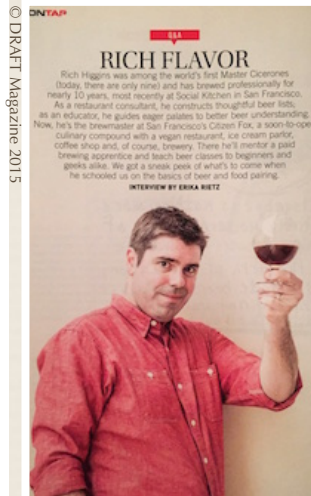 © DRAFT Magazine 2015
ONTAP
Q&A
RICH FLAVOR
Rich Higgins was among the world's first Master Cicerones
(today, there are only nine) and has brewed professionally for
nearly 10 years, most recently at Social Kitchen in San Francisco.
As a restaurant consultant, he constructs thoughtful beer lists;
as an educator, he guides eager palates to better beer understanding.
Now, he's the brewmaster at San Francisco's Citizen Fox, a soon-to-ope
culinary compound with a vegan restaurant, ice cream parlor,
coffee shop and, of course, brewery. There he'll mentor a paid
brewing apprentice and teach beer classes to beginners and
geeks alike. We got a sneak peek of what's to come when
he schooled us on the basics of beer and food pairing.
INTERVIEW BY ERIKA RIETZ